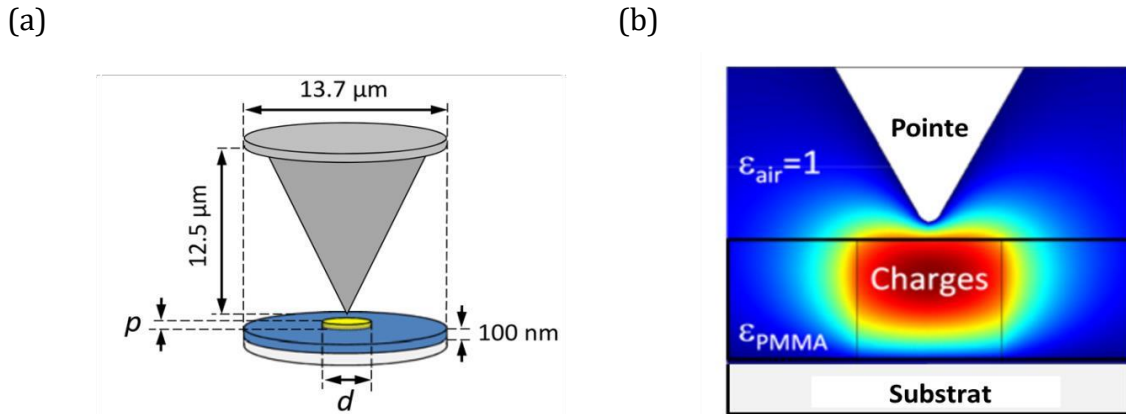 (a)
(b)
13.7 µm
12.5 µm
p
100 nm
d
Pointe
εair=1
Charges
εPMMA
Substrat